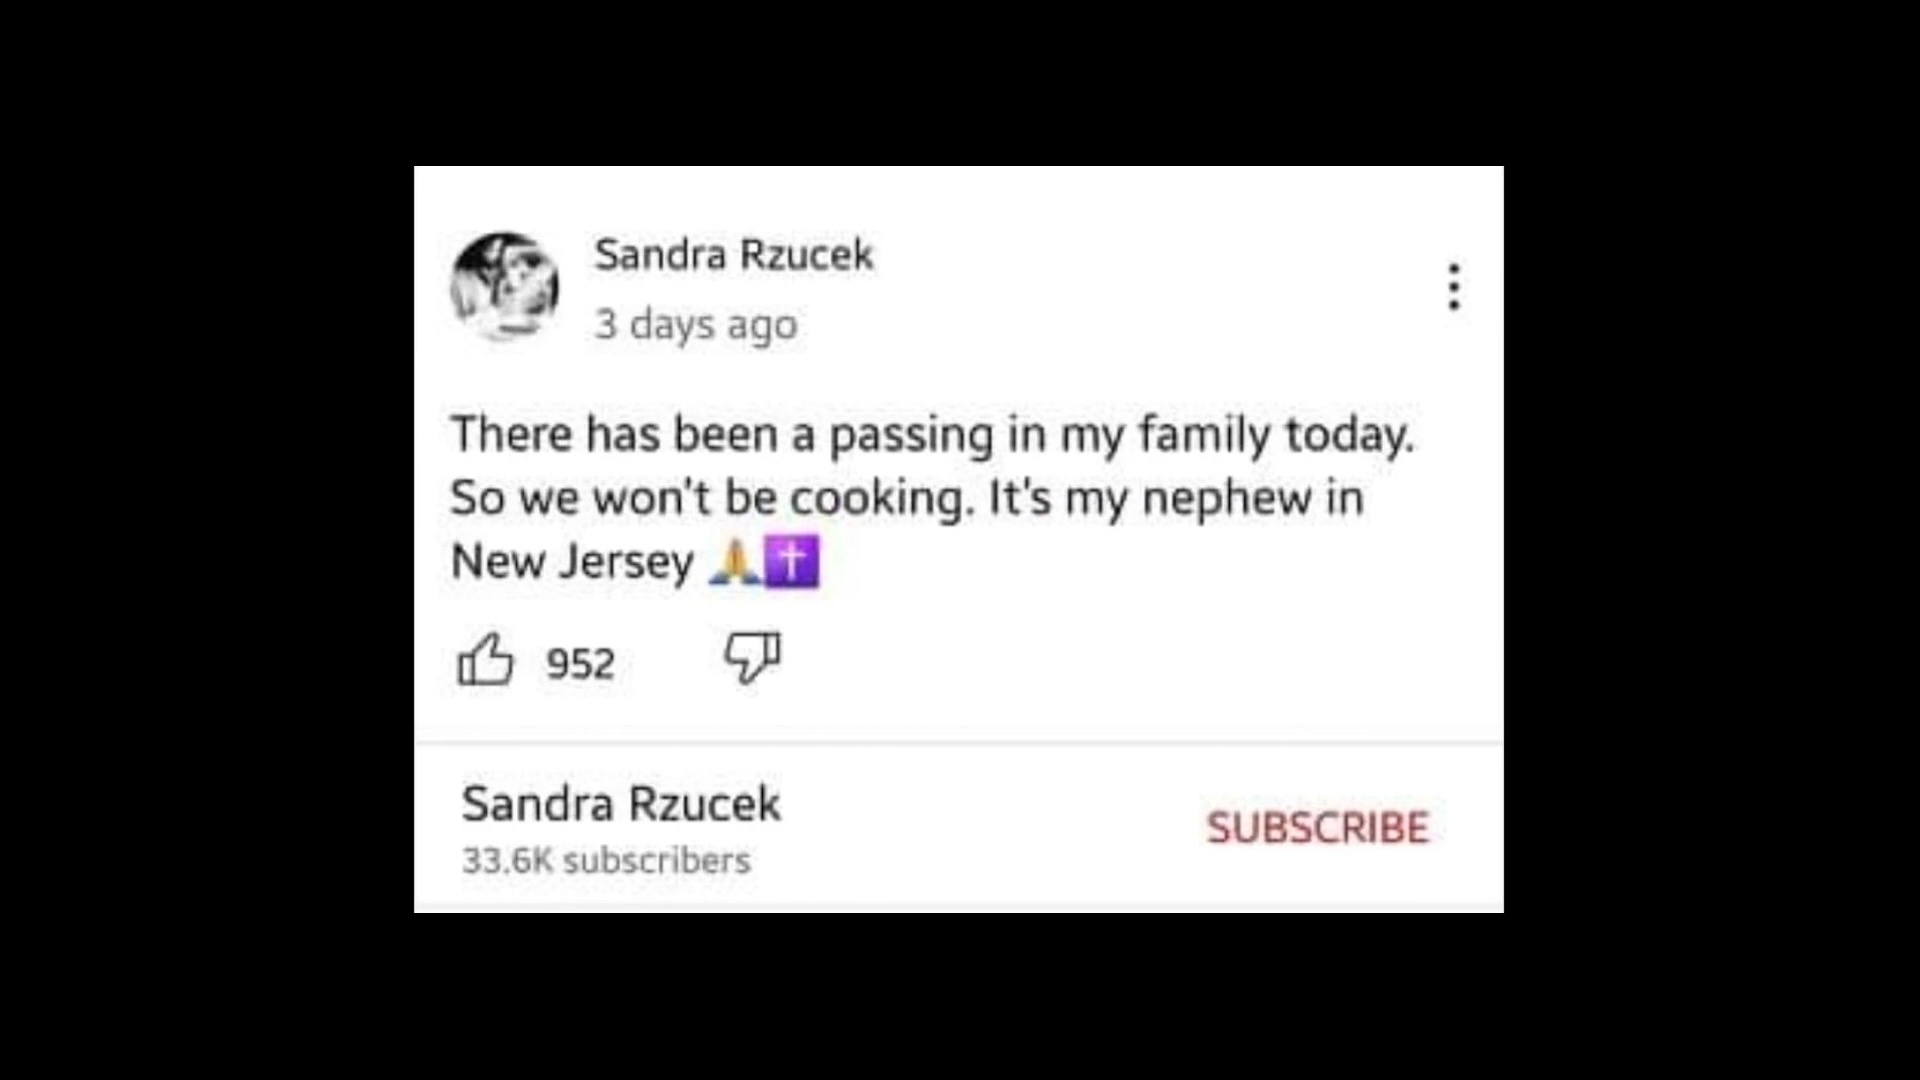 Sandra Rzucek
3 days ago
There has been a passing in my family today.
So we won't be cooking. It's my nephew in
New Jersey 🙏✝️
952
Sandra Rzucek
33.6K subscribers
SUBSCRIBE